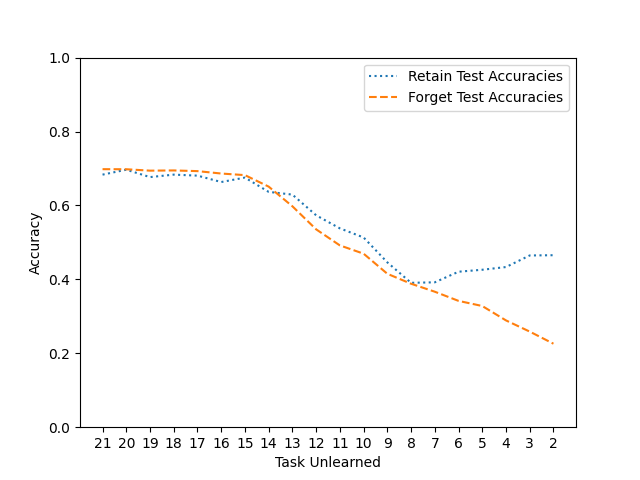 1.0
0.8
0.6
0.4
0.2
0.0
Accuracy
Retain Test Accuracies
Forget Test Accuracies
21 20 19 18 17 16 15 14 13 12 11 10 9 8 7 6 5 4 3 2
Task Unlearned